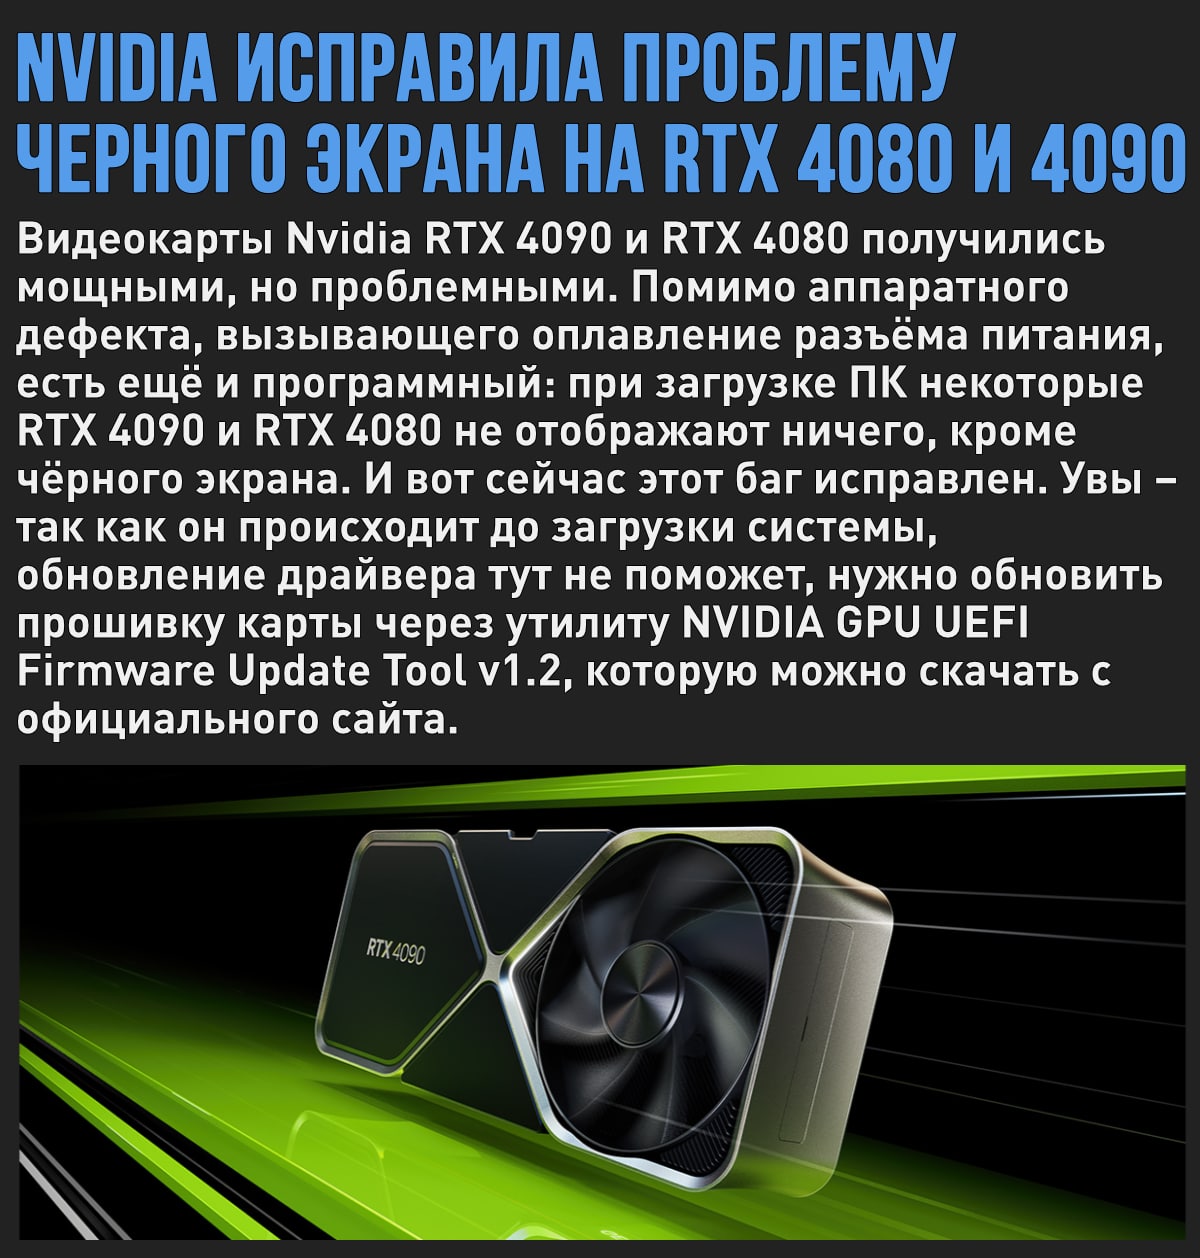 NVIDIA ИСПРАВИЛА ПРОБЛЕМУ
ЧЕРНОГО ЭКРАНА НА RTX 4080 И 4090
Видеокарты Nvidia RTX 4090 и RTX 4080 получились
мощными, но проблемными. Помимо аппаратного
дефекта, вызывающего оплавление разъёма питания,
есть ещё и программный: при загрузке ПК некоторые
RTX 4090 и RTX 4080 не отображают ничего, кроме
чёрного экрана. И вот сейчас этот баг исправлен. Увы –
так как он происходит до загрузки системы,
обновление драйвера тут не поможет, нужно обновить
прошивку карты через утилиту NVIDIA GPU UEFI
Firmware Update Tool v1.2, которую можно скачать с
официального сайта.
RTX 4090